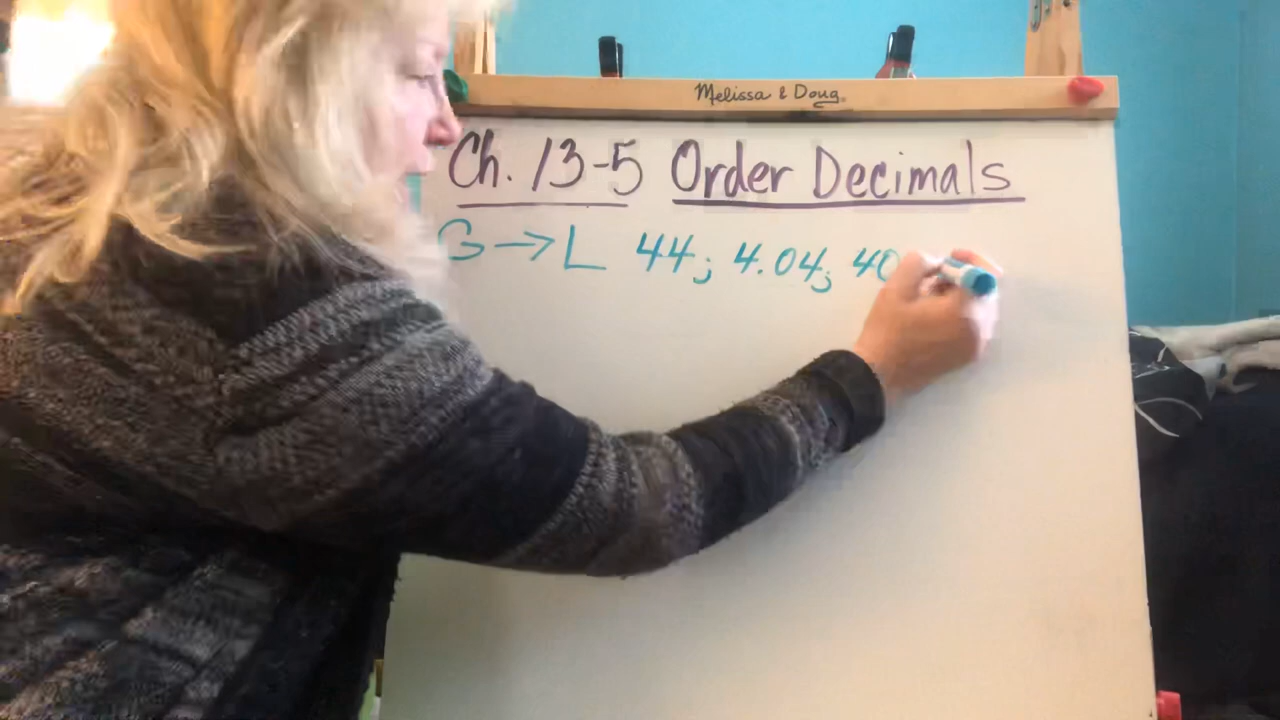 Melissa & Doug
Ch. 13-5 Order Decimals
G→L 44; 4.04; 40